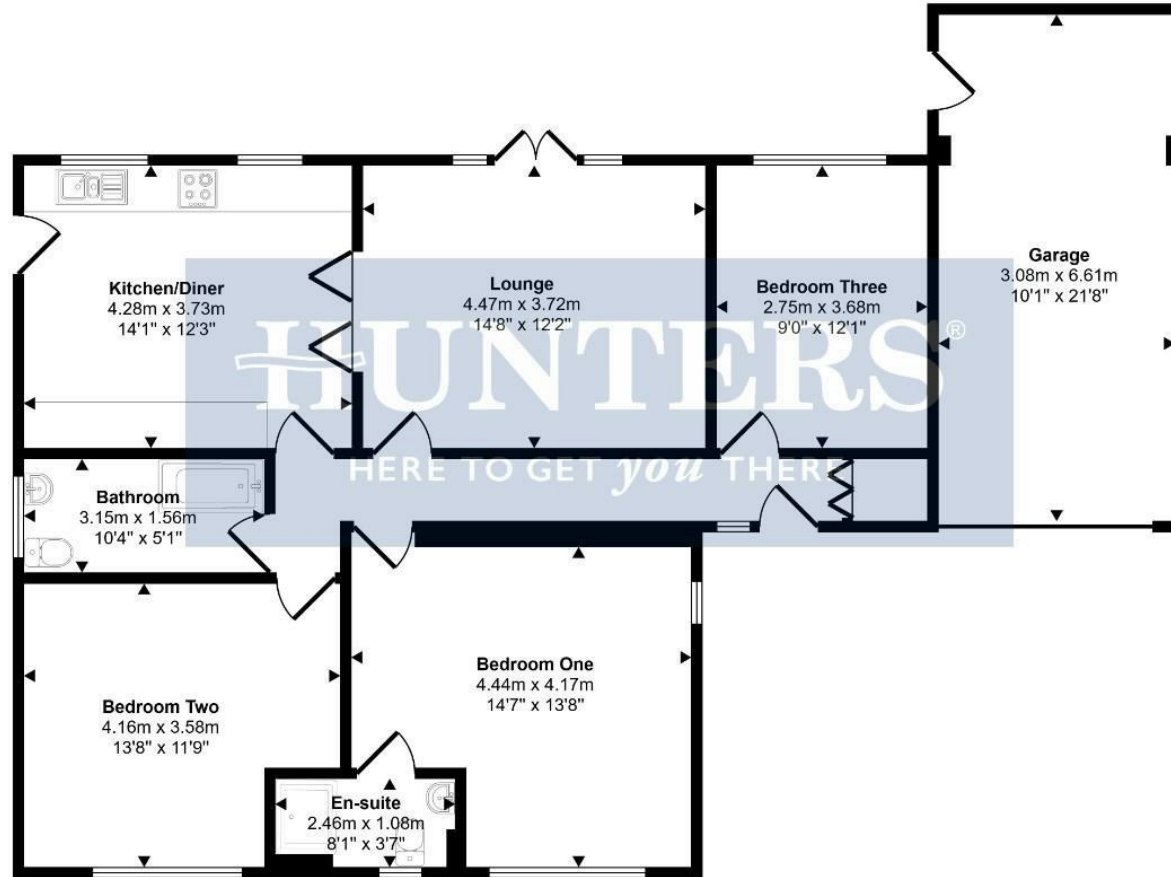 Kitchen/Diner
4.28m x 3.73m
14'1" x 12'3"
Lounge
4.47m x 3.72m
14'8" x 12'2"
Bedroom Three
2.75m x 3.68m
9'0" x 12'1"
Garage
3.08m x 6.61m
10'1" x 21'8"
HUNTERS®
HERE TO GET you THERE
Bathroom
3.15m x 1.56m
10'4" x 5'1"
Bedroom One
4.44m x 4.17m
14'7" x 13'8"
Bedroom Two
4.16m x 3.58m
13'8" x 11'9"
En-suite
2.46m x 1.08m
8'1" x 3'7"